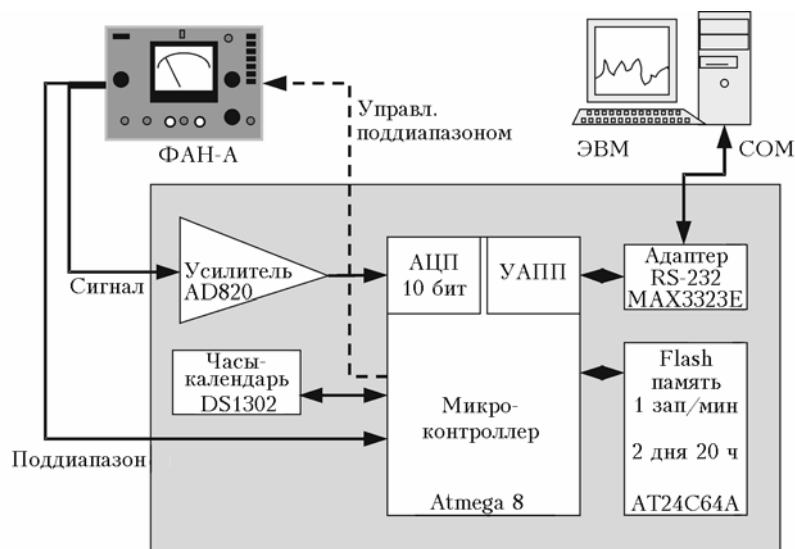 ФАН-А
Управл.
поддиапазоном
ЭВМ
COM
Сигнал
Усилитель
AD820
АЦП
10 бит
УАПП
Адаптер
RS-232
MAX3323E
Часы-
календарь
DS1302
Микро-
контроллер
Atmega 8
Flash
память
1 зап/мин
2 дня 20 ч
AT24C64A
Поддиапазон